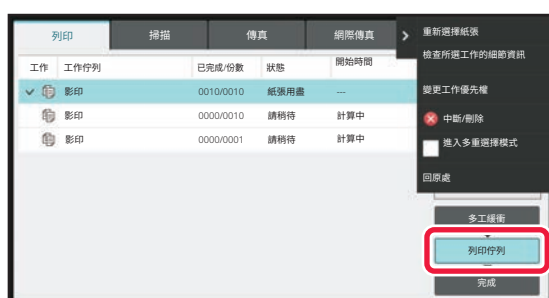 列印 掃描 傳真 網際傳真
工作 工作佇列 已完成/份數 狀態 開始時間
影印 0010/0010 紙張用盡 ---
影印 0000/0010 請稍待 計算中
影印 0000/0001 請稍待 計算中
重新選擇紙張
檢查所選工作的細節資訊
變更工作優先權
中斷/刪除
進入多重選擇模式
回原處
多工緩衝
列印佇列
完成